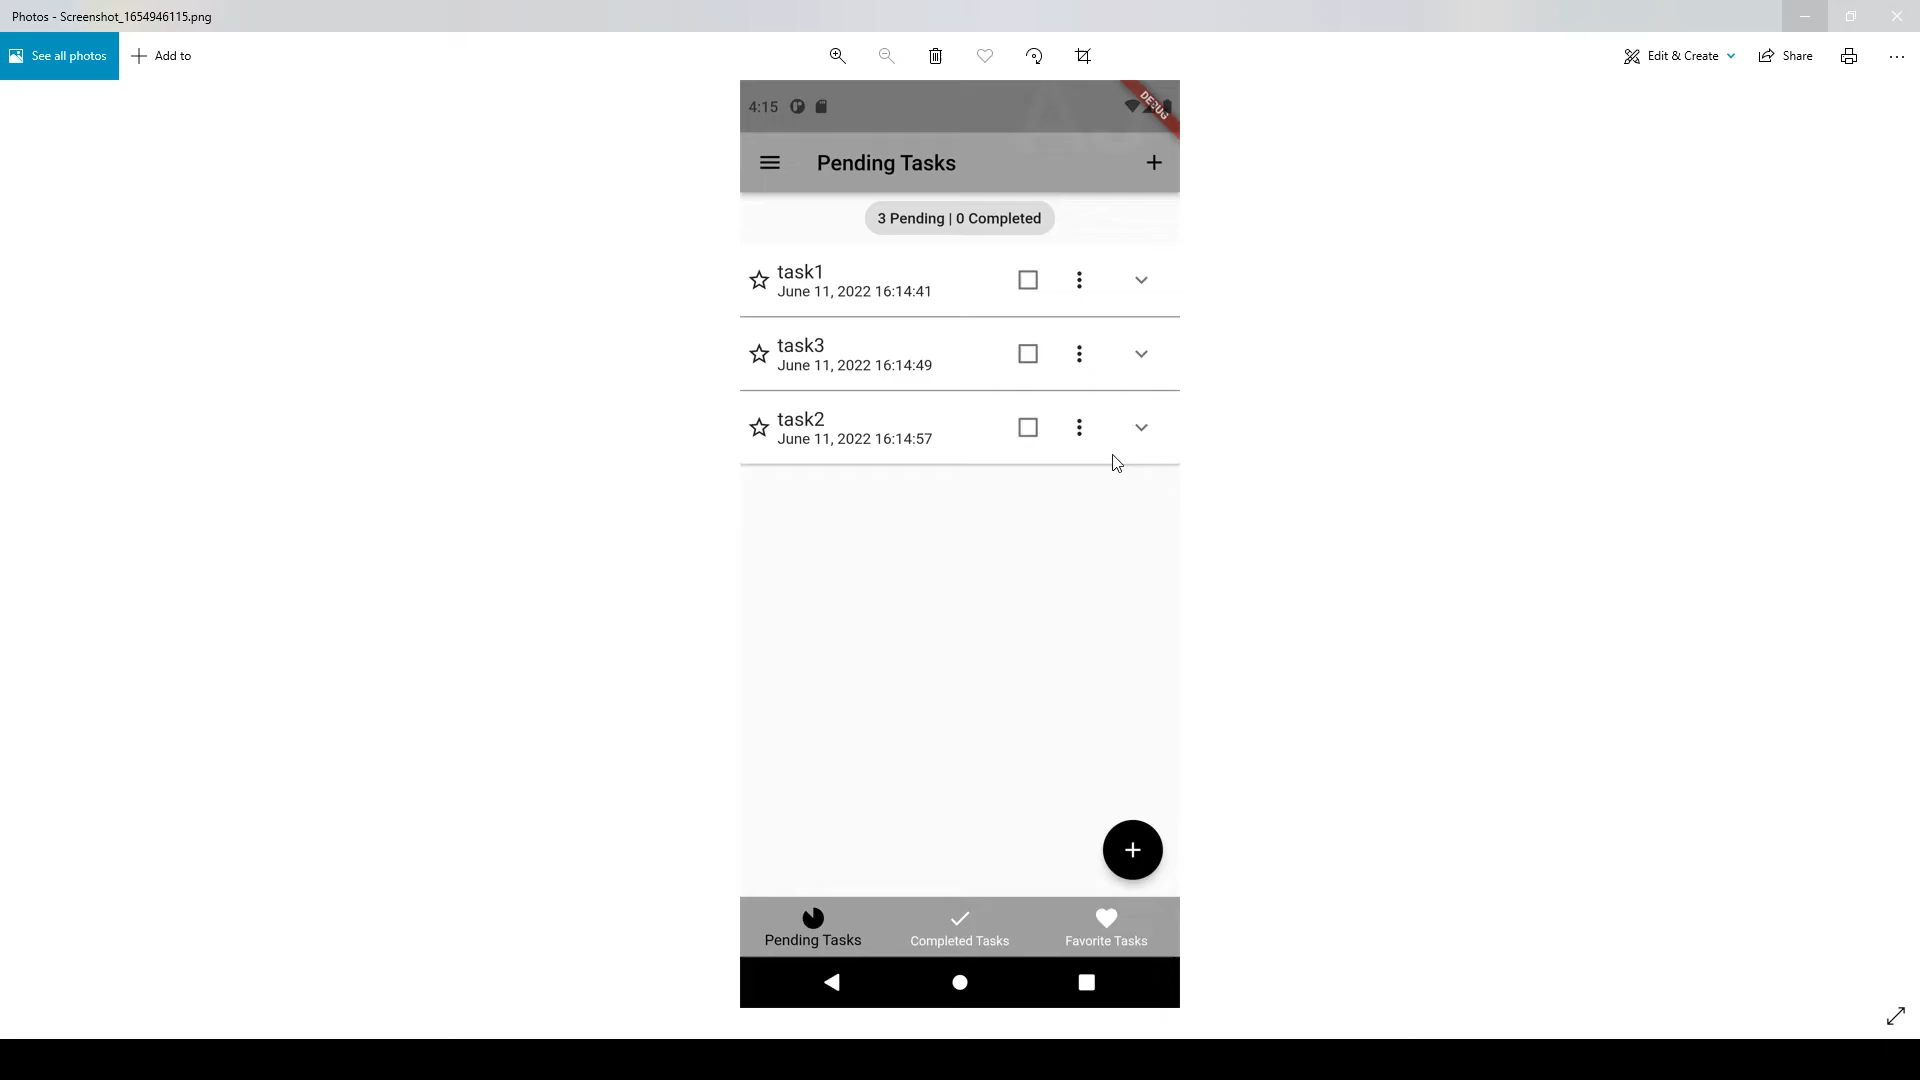 Photos - Screenshot_1654946115.png
See all photos
Add to
Edit & Create
Share
4:15
DEBUG
Pending Tasks
3 Pending | 0 Completed
task1
June 11, 2022 16:14:41
task3
June 11, 2022 16:14:49
task2
June 11, 2022 16:14:57
Pending Tasks
Completed Tasks
Favorite Tasks